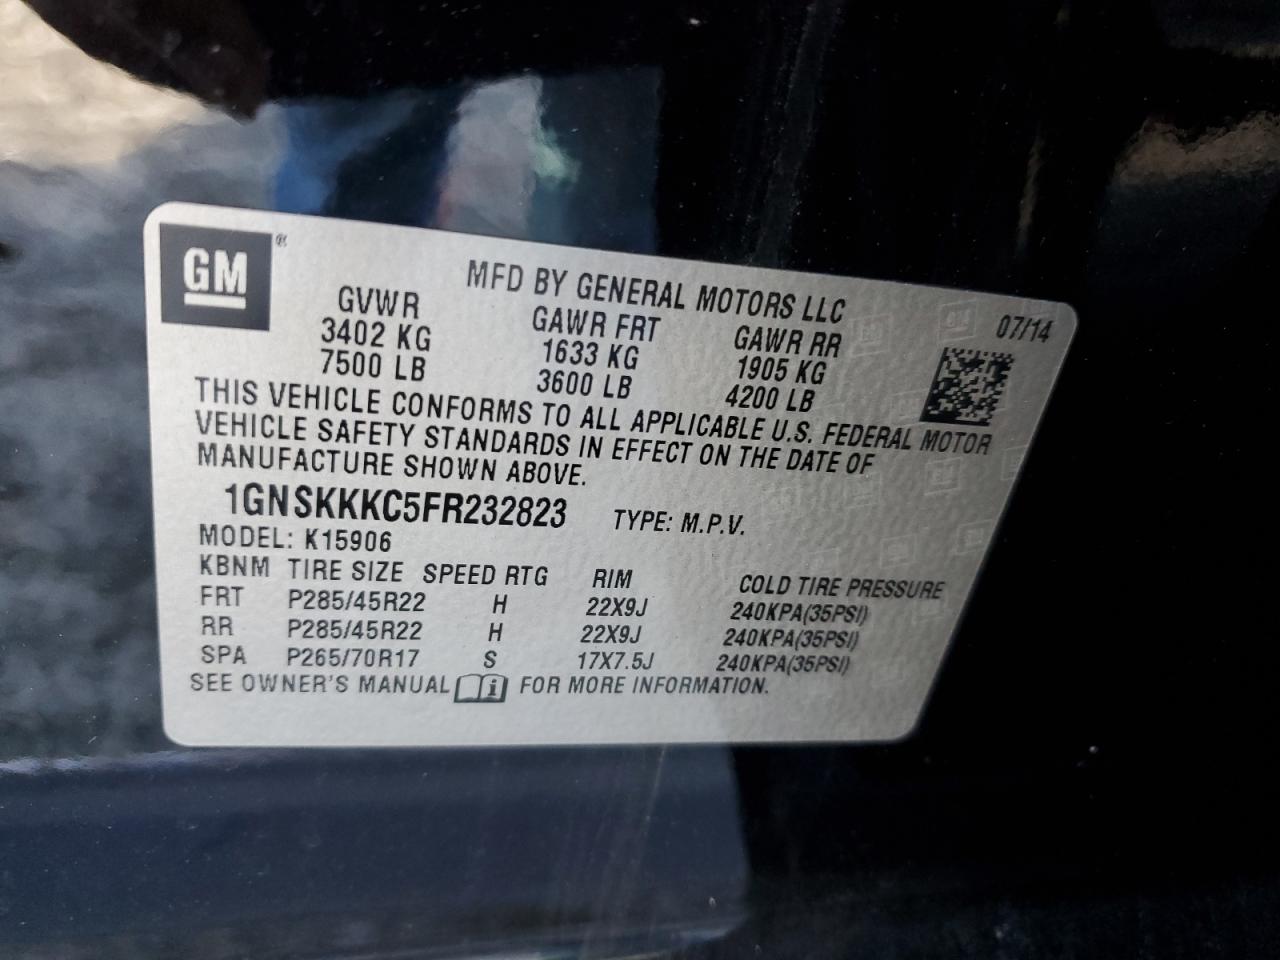 GM ®
MFD BY GENERAL MOTORS LLC
07/14
GVWR GAWR FRT GAWR RR
3402 KG 1633 KG 1905 KG
7500 LB 3600 LB 4200 LB
THIS VEHICLE CONFORMS TO ALL APPLICABLE U.S. FEDERAL MOTOR
VEHICLE SAFETY STANDARDS IN EFFECT ON THE DATE OF
MANUFACTURE SHOWN ABOVE.
1GNSKKKC5FR232823 TYPE: M.P.V.
MODEL: K15906
KBNM TIRE SIZE SPEED RTG RIM COLD TIRE PRESSURE
FRT P285/45R22 H 22X9J 240KPA(35PSI)
RR P285/45R22 H 22X9J 240KPA(35PSI)
SPA P265/70R17 S 17X7.5J 240KPA(35PSI)
SEE OWNER'S MANUAL i FOR MORE INFORMATION.